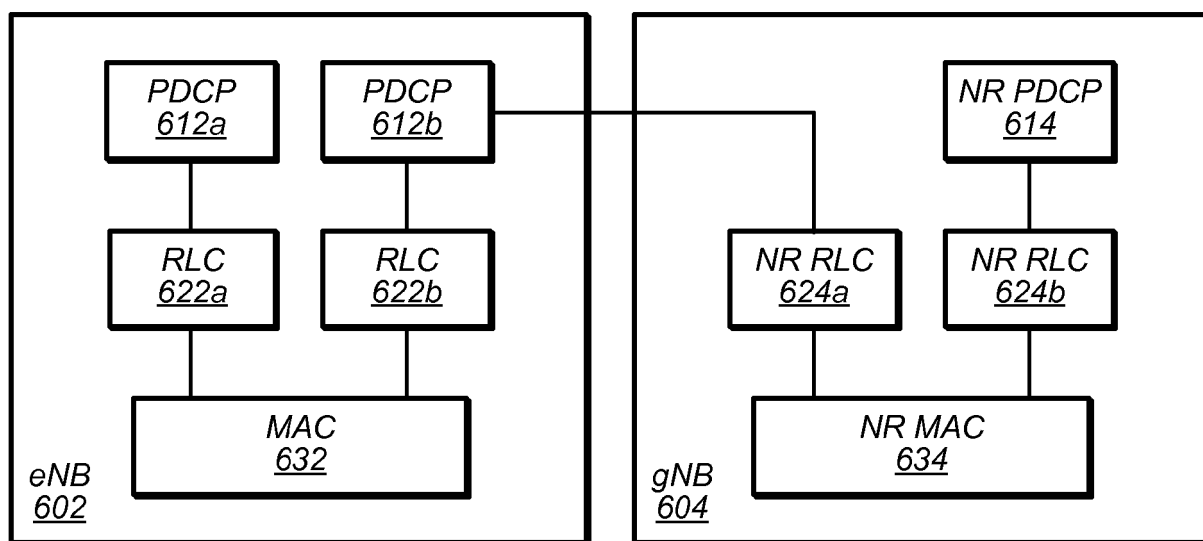 PDCP
612a
PDCP
612b
NR PDCP
614
RLC
622a
RLC
622b
NR RLC
624a
NR RLC
624b
MAC
632
NR MAC
634
eNB
602
gNB
604